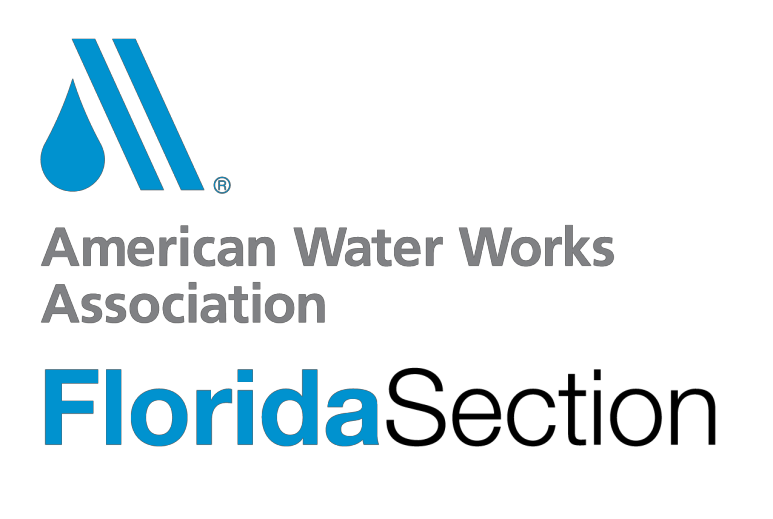 ®
American Water Works
Association
FloridaSection